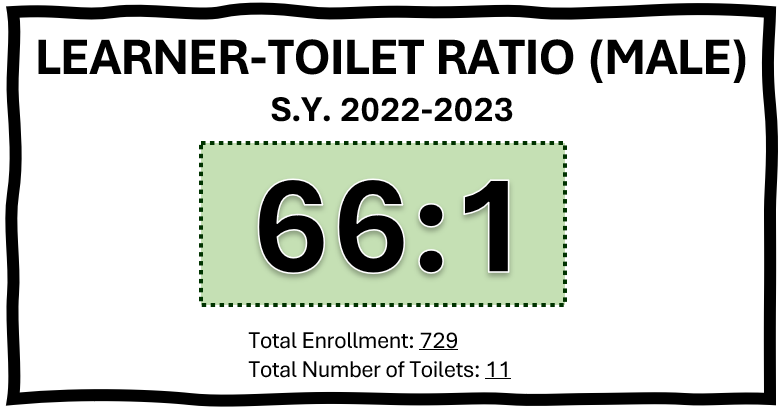 LEARNER-TOILET RATIO (MALE)
S.Y. 2022-2023
66:1
Total Enrollment: 729
Total Number of Toilets: 11